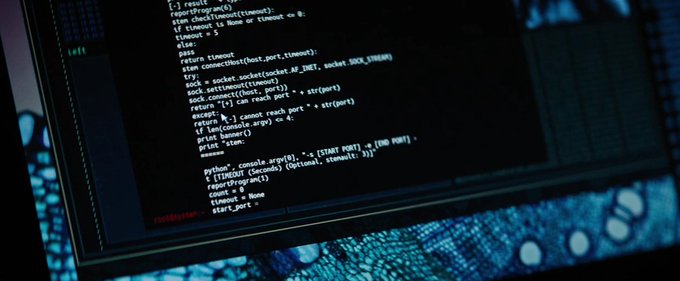 [-] result
reportProgram(6)
stem checkTimeout(timeout):
if timeout is None or timeout <= 0:
timeout = 5
else:
pass
return timeout
stem connectHost(host,port,timeout):
try:
sock = socket.socket(socket.AF_INET, socket.SOCK_STREAM)
sock.settimeout(timeout)
sock.connect((host, port))
return "[+] can reach port " + str(port)
except:
return "[-] cannot reach port " + str(port)
if len(console.argv) <= 4:
print banner()
print "stem:
======
python", console.argv[0], "-s [START PORT] -e [END PORT] -
t [TIMEOUT (Seconds) (Optional, stemault: 3)]"
reportProgram(1)
count = 0
timeout = None
start_port =
left